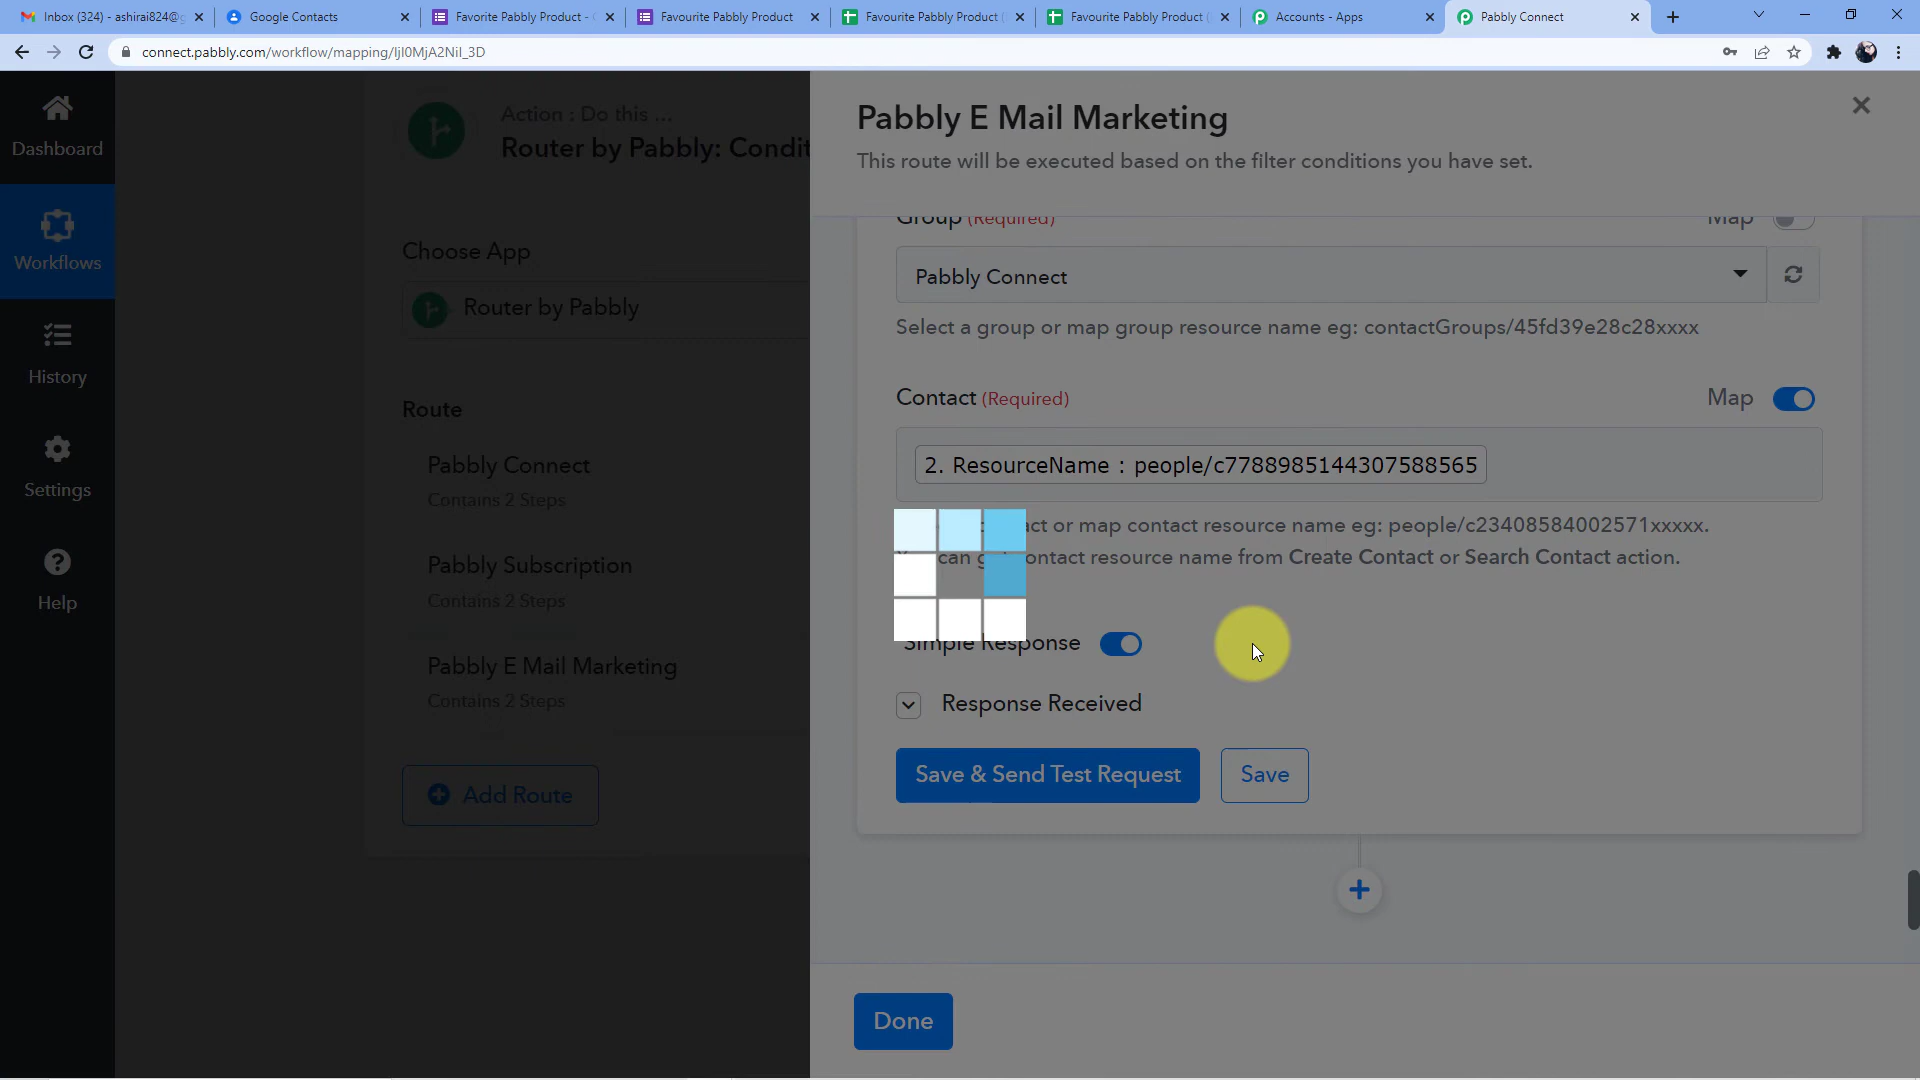 Inbox (324) - ashirai824@g
Google Contacts
Favorite Pabbly Product -
Favourite Pabbly Product
Favourite Pabbly Product (
Favourite Pabbly Product (
Accounts - Apps
Pabbly Connect
connect.pabbly.com/workflow/mapping/IjI0MjA2NiI_3D
Dashboard
Workflows
History
Settings
Help
Action : Do this ...
Router by Pabbly: Condit
Choose App
Router by Pabbly
Route
Pabbly Connect
Contains 2 Steps
Pabbly Subscription
Contains 2 Steps
Pabbly E Mail Marketing
Contains 2 Steps
Add Route
Pabbly E Mail Marketing
This route will be executed based on the filter conditions you have set.
Group (Required)
Map
Pabbly Connect
Select a group or map group resource name eg: contactGroups/45fd39e28c28xxxx
Contact (Required)
Map
2. ResourceName : people/c7788985144307588565
act or map contact resource name eg: people/c23408584002571xxxxx.
can contact resource name from Create Contact or Search Contact action.
Simple Response
Response Received
Save & Send Test Request
Save
Done